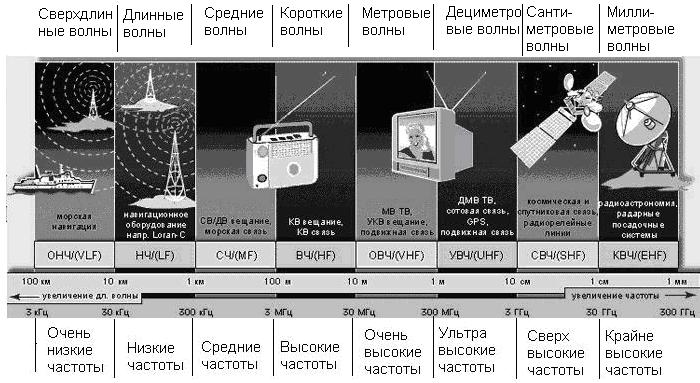 Сверхдлин
ные волны
Длинные
волны
Средние
волны
Короткие
волны
Метровые
волны
Дециметро
вые волны
Санти-
метровые
волны
Милли-
метровые
волны
морская
навигация
навигационное
оборудование
напр. Loran-C
СВ/ДВ вещание,
морская связь
КВ вещание,
КВ связь
МВ ТВ,
УКВ вещание,
подвижная связь
ДМВ ТВ,
сотовая связь,
GPS,
подвижная связь
космическая и
спутниковая связь,
радиорелейные
линии
радиоастрономия,
радарные
посадочные
системы
ОНЧ/(VLF)
НЧ/(LF)
СЧ/(MF)
ВЧ/(HF)
ОВЧ/(VHF)
УВЧ/(UHF)
СВЧ/(SHF)
КВЧ/(EHF)
100 км 10 км 1 км 100 м 10 м 1 м 10 см 1 см 1 мм
увеличение дл. волны
увеличение частоты
3 кГц 30 кГц 300 кГц 3 МГц 30 МГц 300 МГц 3 ГГц 30 ГГц 300 ГГц
Очень
низкие
частоты
Низкие
частоты
Средние
частоты
Высокие
частоты
Очень
высокие
частоты
Ультра
высокие
частоты
Сверх
высокие
частоты
Крайне
высокие
частоты